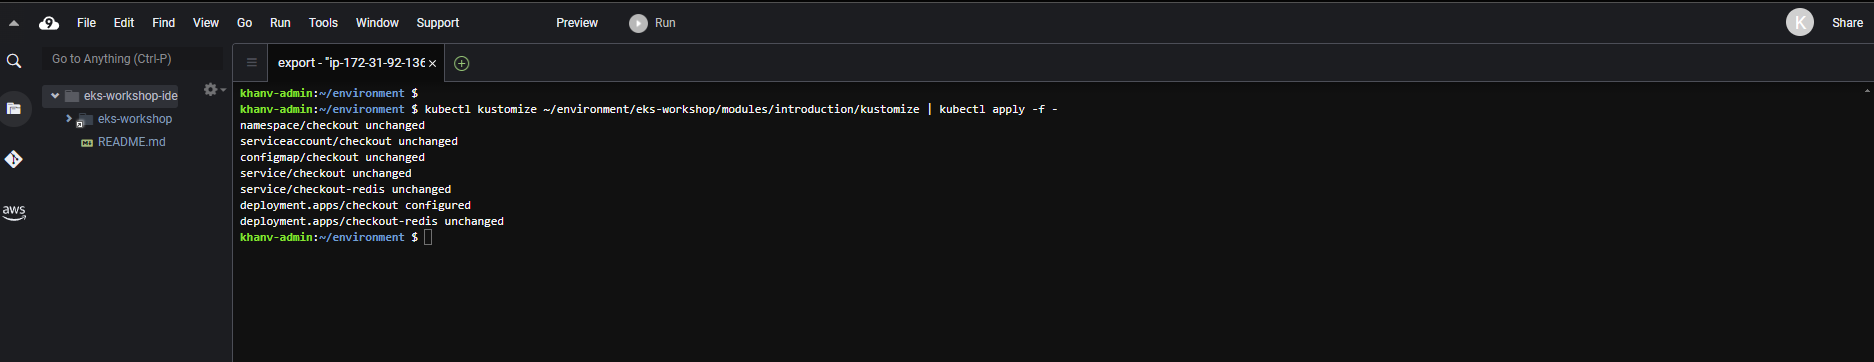 9 File Edit Find View Go Run Tools Window Support Preview Run K Share
Go to Anything (Ctrl-P)
export - "ip-172-31-92-136 ×
eks-workshop-ide
eks-workshop
README.md
aws
khanv-admin:~/environment $
khanv-admin:~/environment $ kubectl kustomize ~/environment/eks-workshop/modules/introduction/kustomize | kubectl apply -f -
namespace/checkout unchanged
serviceaccount/checkout unchanged
configmap/checkout unchanged
service/checkout unchanged
service/checkout-redis unchanged
deployment.apps/checkout configured
deployment.apps/checkout-redis unchanged
khanv-admin:~/environment $